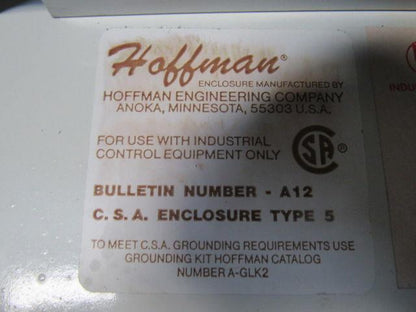 Hoffman®
ENCLOSURE MANUFACTURED BY
HOFFMAN ENGINEERING COMPANY
ANOKA, MINNESOTA, 55303 U.S.A.
FOR USE WITH INDUSTRIAL
CONTROL EQUIPMENT ONLY
CSA®
BULLETIN NUMBER - A12
C.S.A. ENCLOSURE TYPE 5
TO MEET C.S.A. GROUNDING REQUIREMENTS USE
GROUNDING KIT HOFFMAN CATALOG
NUMBER A-GLK2